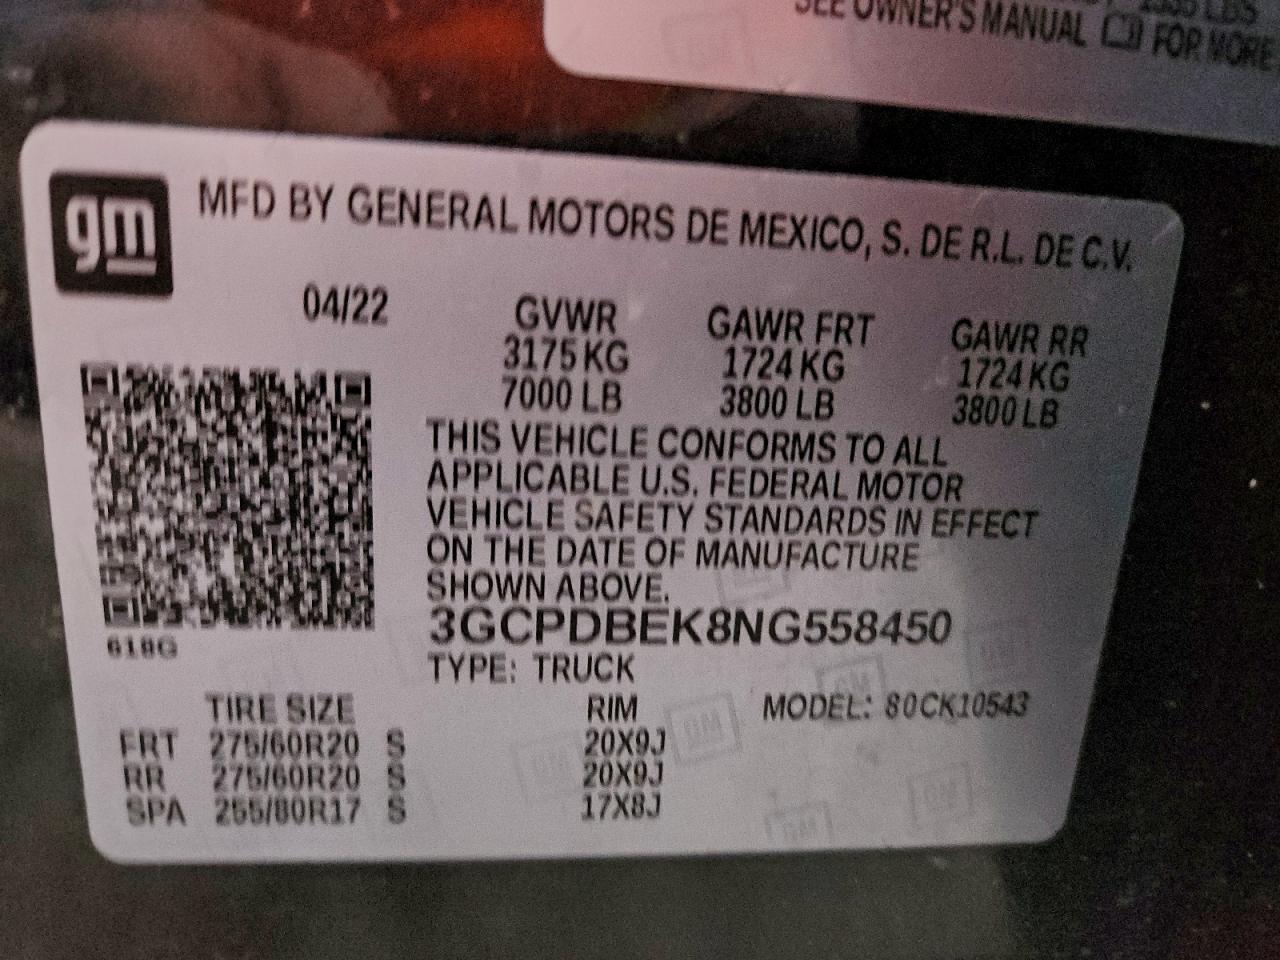 SEE OWNER'S MANUAL FOR MORE
gm
MFD BY GENERAL MOTORS DE MEXICO, S. DE R.L. DE C.V.
04/22 GVWR GAWR FRT GAWR RR
3175 KG 1724 KG 1724 KG
7000 LB 3800 LB 3800 LB
THIS VEHICLE CONFORMS TO ALL
APPLICABLE U.S. FEDERAL MOTOR
VEHICLE SAFETY STANDARDS IN EFFECT
ON THE DATE OF MANUFACTURE
SHOWN ABOVE.
3GCPDBEK8NG558450
618G
TYPE: TRUCK
TIRE SIZE RIM MODEL: 80CK10543
FRT 275/60R20 S 20X9J
RR 275/60R20 S 20X9J
SPA 255/80R17 S 17X8J